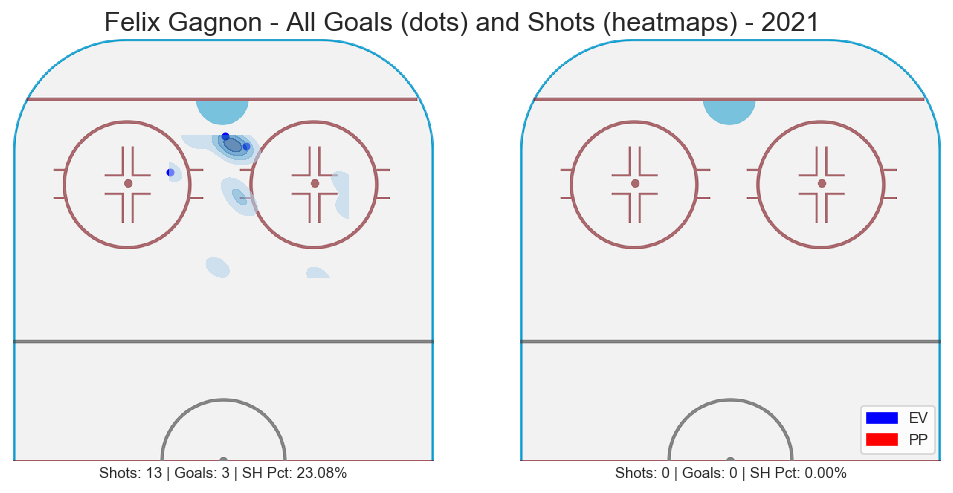 Felix Gagnon - All Goals (dots) and Shots (heatmaps) - 2021
EV
PP
Shots: 13 | Goals: 3 | SH Pct: 23.08%
Shots: 0 | Goals: 0 | SH Pct: 0.00%